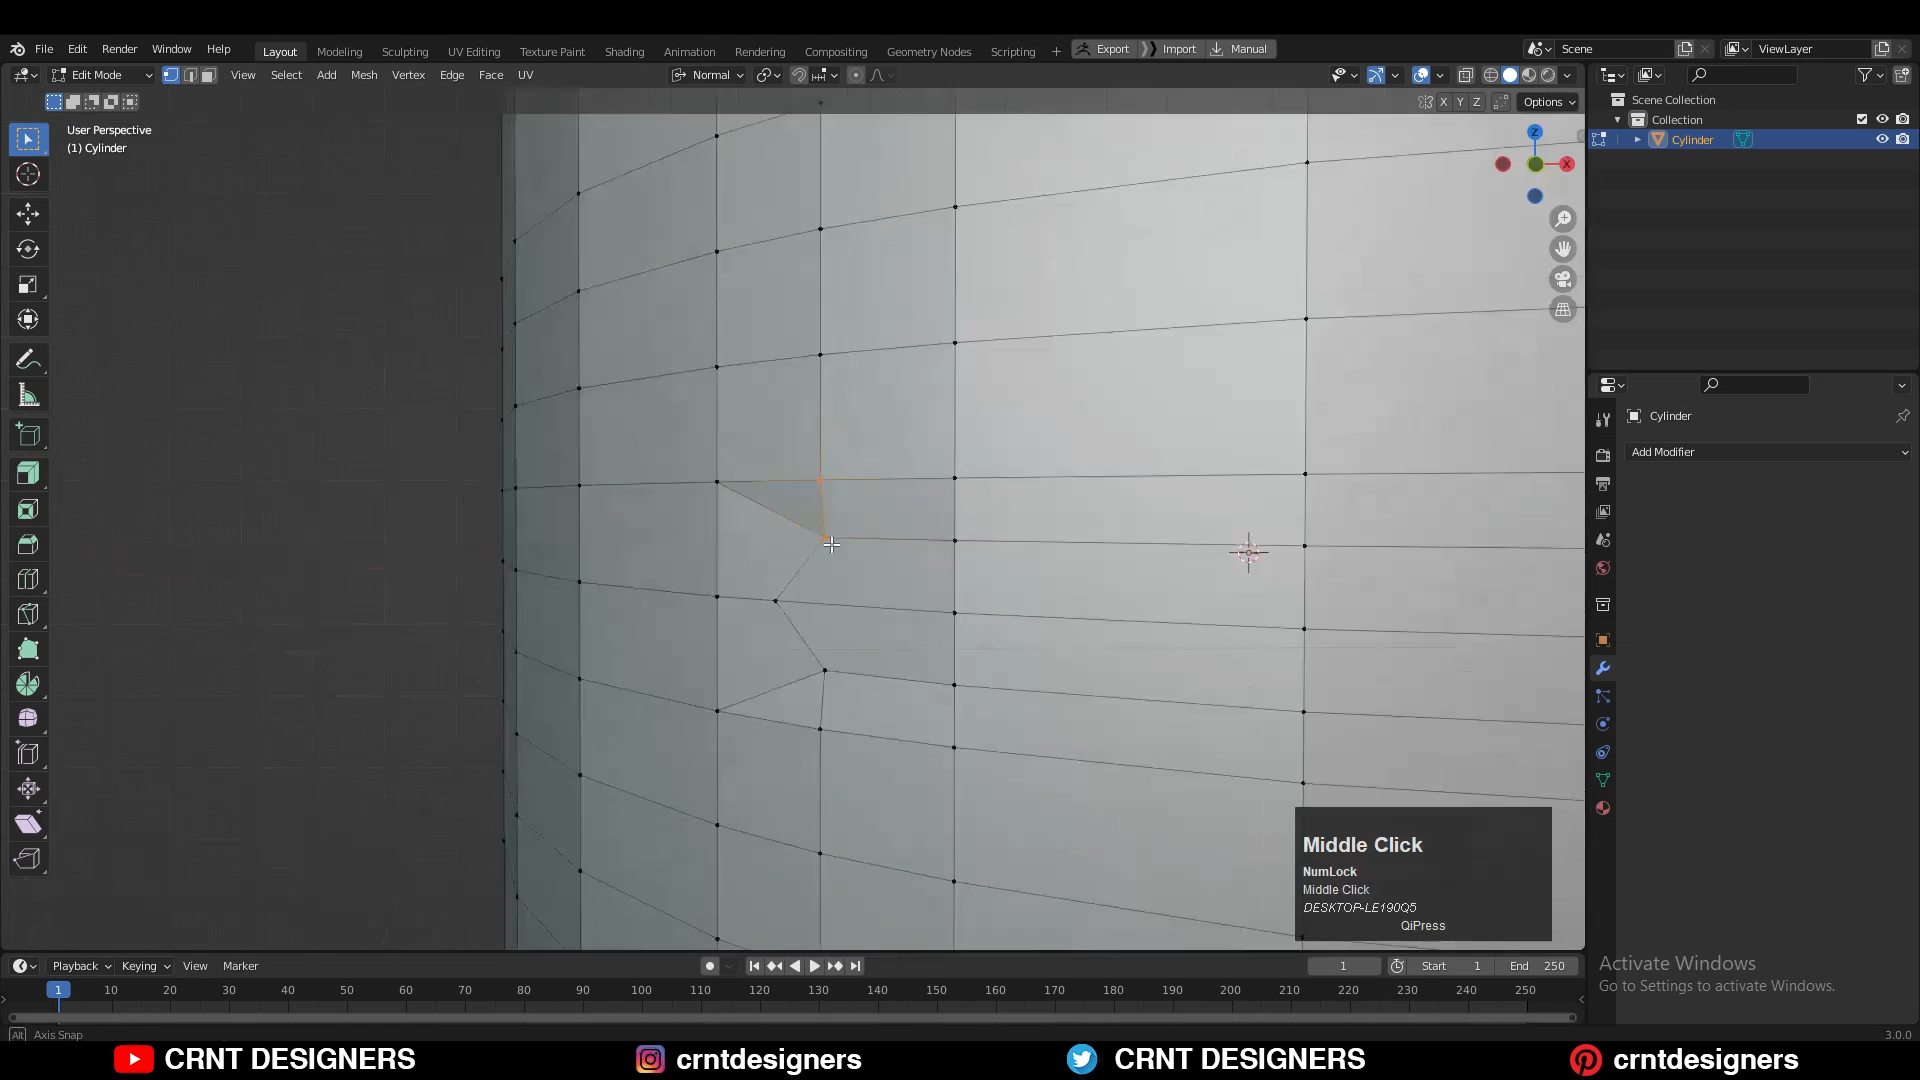 File Edit Render Window Help Layout Modeling Sculpting UV Editing Texture Paint Shading Animation Rendering Compositing Geometry Nodes Scripting + Export Import Manual Scene ViewLayer
Edit Mode View Select Add Mesh Vertex Edge Face UV Normal
X Y Z Options
Scene Collection
Collection
Cylinder
User Perspective
(1) Cylinder
Z
X
Cylinder
Add Modifier
Middle Click
NumLock
Middle Click
DESKTOP-LE190Q5
QiPress
Playback Keying View Marker 1 Start 1 End 250
1 10 20 30 40 50 60 70 80 90 100 110 120 130 140 150 160 170 180 190 200 210 220 230 240 250
Activate Windows
Go to Settings to activate Windows.
Alt Axis Snap 3.0.0
CRNT DESIGNERS crntdesigners CRNT DESIGNERS crntdesigners